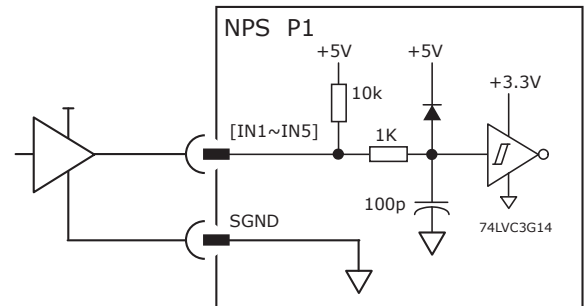 NPS P1
+5V
+5V
+3.3V
10k
[IN1~IN5]
1K
100p
74LVC3G14
SGND